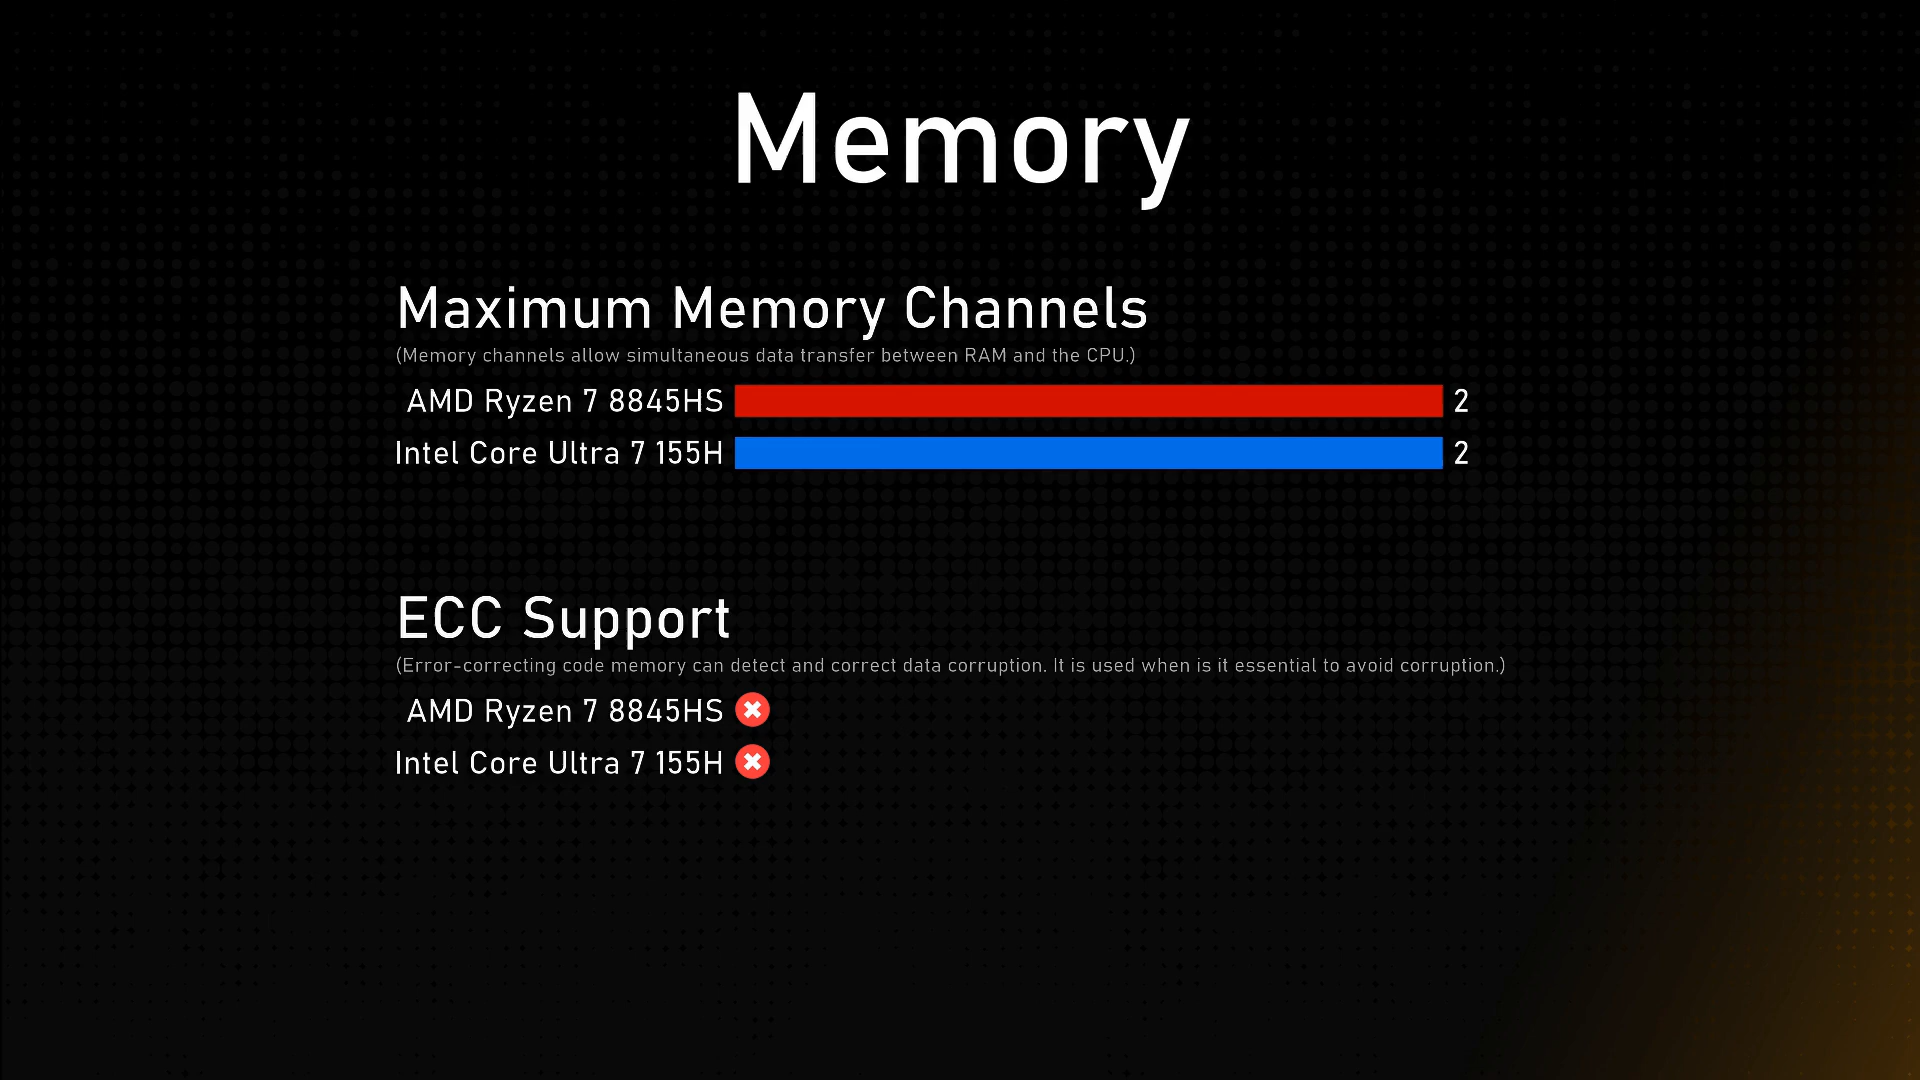 Memory
Maximum Memory Channels
(Memory channels allow simultaneous data transfer between RAM and the CPU.)
AMD Ryzen 7 8845HS 2
Intel Core Ultra 7 155H 2
ECC Support
(Error-correcting code memory can detect and correct data corruption. It is used when is it essential to avoid corruption.)
AMD Ryzen 7 8845HS
Intel Core Ultra 7 155H